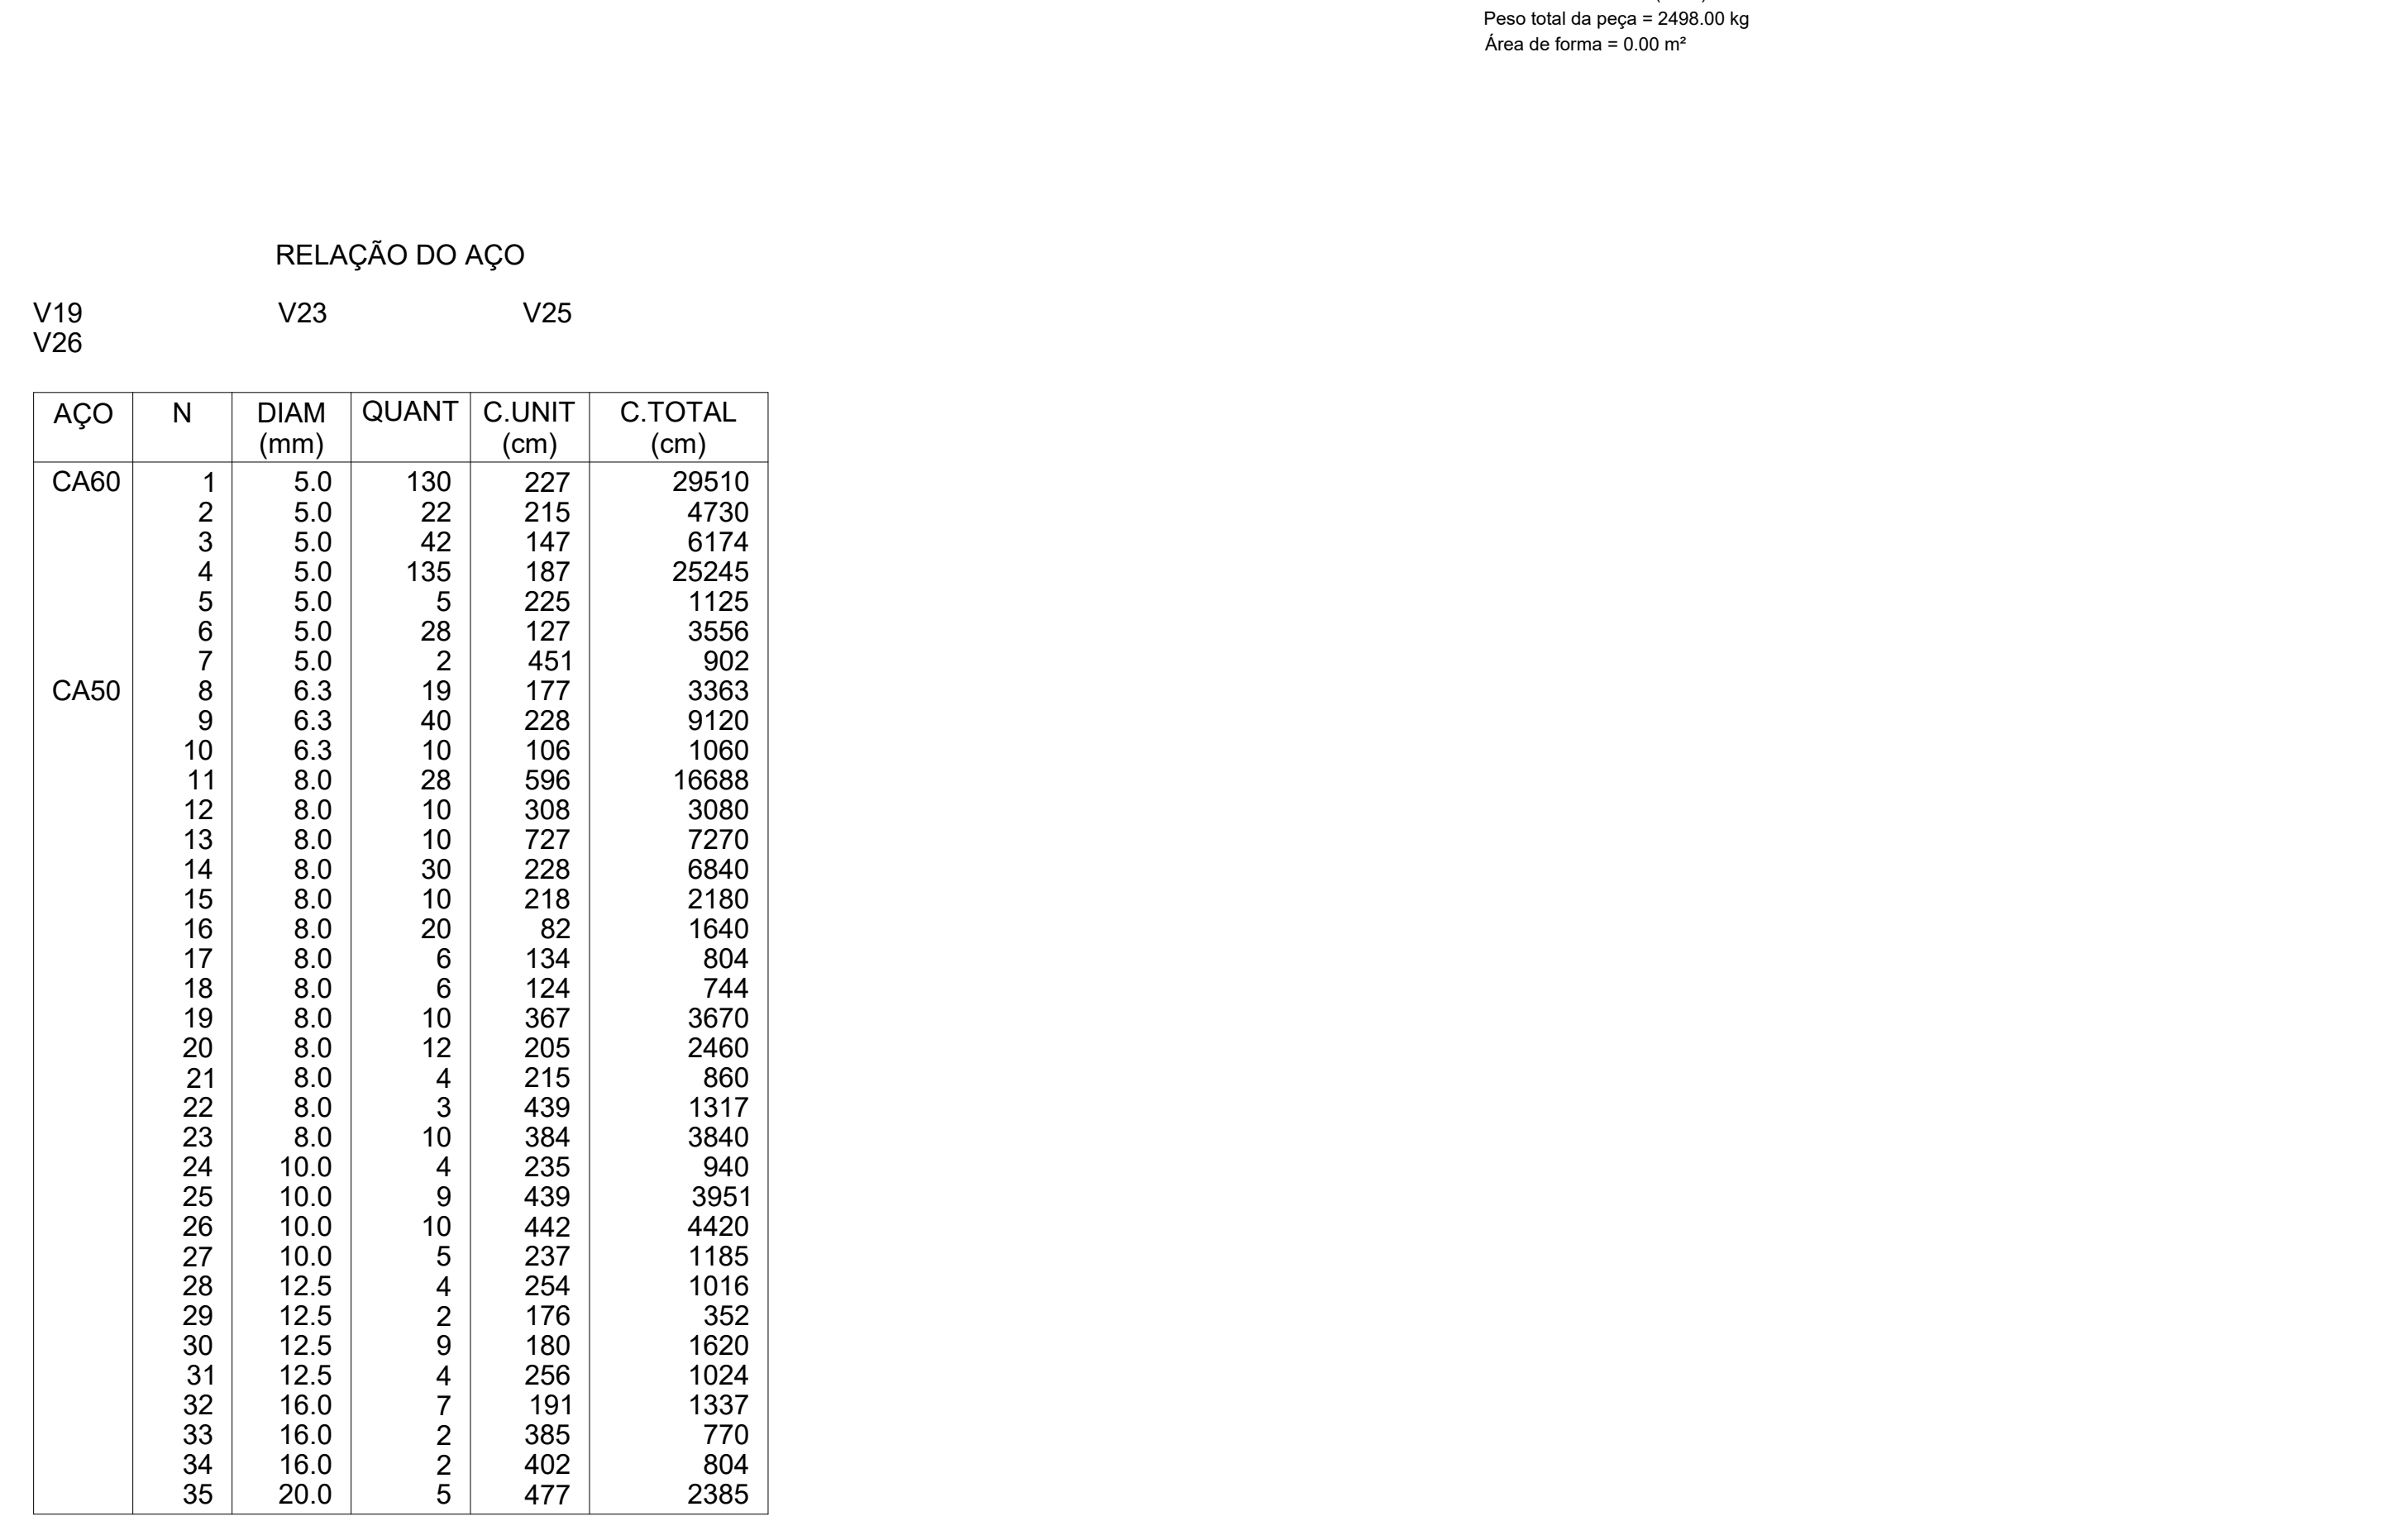 Peso total da peça = 2498.00 kg
Área de forma = 0.00 m²
RELAÇÃO DO AÇO
V19 V23 V25
V26
AÇO N DIAM QUANT C.UNIT C.TOTAL
(mm) (cm) (cm)
CA60 1 5.0 130 227 29510
2 5.0 22 215 4730
3 5.0 42 147 6174
4 5.0 135 187 25245
5 5.0 5 225 1125
6 5.0 28 127 3556
7 5.0 2 451 902
CA50 8 6.3 19 177 3363
9 6.3 40 228 9120
10 6.3 10 106 1060
11 8.0 28 596 16688
12 8.0 10 308 3080
13 8.0 10 727 7270
14 8.0 30 228 6840
15 8.0 10 218 2180
16 8.0 20 82 1640
17 8.0 6 134 804
18 8.0 6 124 744
19 8.0 10 367 3670
20 8.0 12 205 2460
21 8.0 4 215 860
22 8.0 3 439 1317
23 8.0 10 384 3840
24 10.0 4 235 940
25 10.0 9 439 3951
26 10.0 10 442 4420
27 10.0 5 237 1185
28 12.5 4 254 1016
29 12.5 2 176 352
30 12.5 9 180 1620
31 12.5 4 256 1024
32 16.0 7 191 1337
33 16.0 2 385 770
34 16.0 2 402 804
35 20.0 5 477 2385